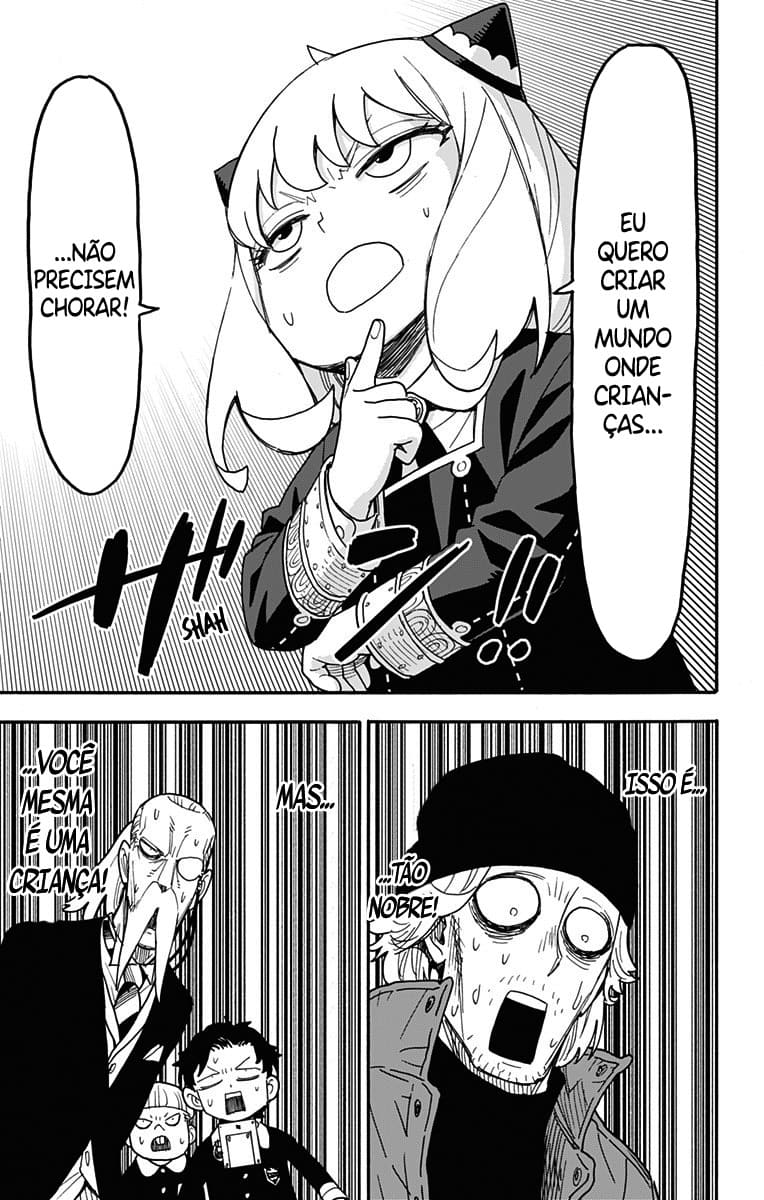 EU
QUERO
CRIAR
UM
MUNDO
ONDE
CRIAN-
ÇAS...
...NÃO
PRECISEM
CHORAR!
SHAH
ISSO É...
...TÃO
NOBRE!
MAS...
...VOCÊ
MESMA
É UMA
CRIANÇA!